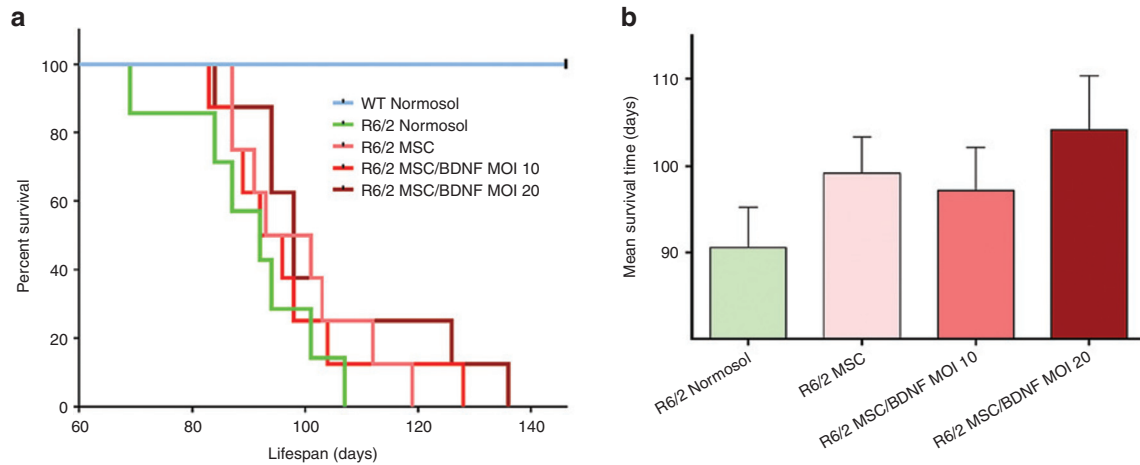 a
Percent survival
100
80
60
40
20
0
60
80
100
120
140
Lifespan (days)
WT Normosol
R6/2 Normosol
R6/2 MSC
R6/2 MSC/BDNF MOI 10
R6/2 MSC/BDNF MOI 20
b
Mean survival time (days)
110
100
90
R6/2 Normosol
R6/2 MSC
R6/2 MSC/BDNF MOI 10
R6/2 MSC/BDNF MOI 20